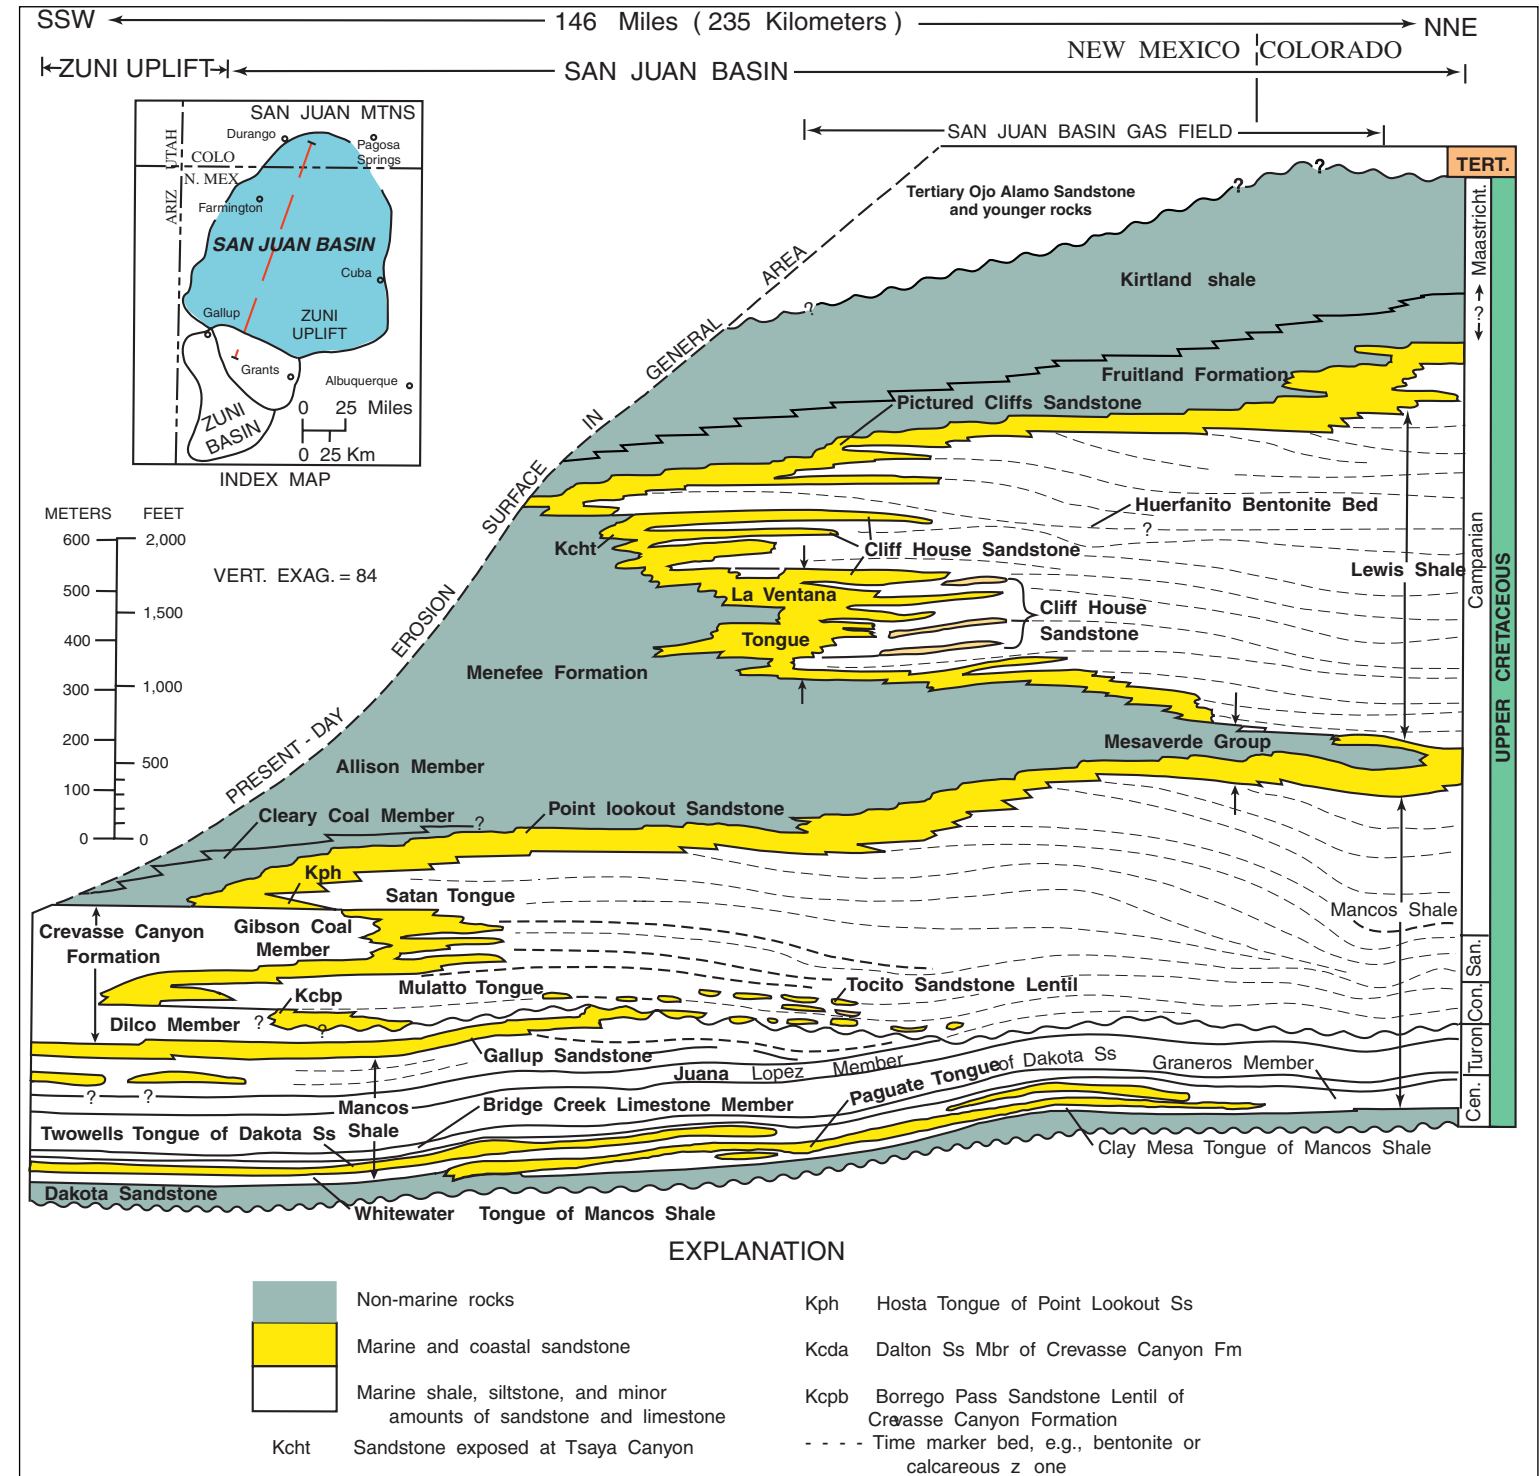 SSW
146 Miles ( 235 Kilometers )
NNE
NEW MEXICO
COLORADO
ZUNI UPLIFT
SAN JUAN BASIN
SAN JUAN BASIN GAS FIELD
SAN JUAN MTNS
Durango
Pagosa
Springs
UTAH
COLO
N. MEX
ARIZ
Farmington
SAN JUAN BASIN
Cuba
Gallup
ZUNI
UPLIFT
Grants
Albuquerque
ZUNI
BASIN
0 25 Miles
0 25 Km
INDEX MAP
TERT.
Tertiary Ojo Alamo Sandstone
and younger rocks
?
?
?
Maastricht.
?
Campanian
San.
Con.
Turon
Cen.
UPPER CRETACEOUS
PRESENT - DAY EROSION SURFACE IN GENERAL AREA
Kirtland shale
Fruitland Formation
Pictured Cliffs Sandstone
Huerfanito Bentonite Bed
?
METERS FEET
600 2,000
500
1,500
400
300
1,000
200
500
100
0 0
VERT. EXAG. = 84
Kcht
Cliff House Sandstone
Lewis Shale
La Ventana
Tongue
Cliff House
Sandstone
Menefee Formation
Mesaverde Group
Allison Member
Cleary Coal Member
?
Point lookout Sandstone
Kph
Satan Tongue
Crevasse Canyon
Formation
Gibson Coal
Member
Mancos Shale
Mulatto Tongue
Tocito Sandstone Lentil
Kcbp
Dilco Member
?
?
Gallup Sandstone
Juana Lopez Member
Paguate Tongue of Dakota Ss
Graneros Member
? ?
Mancos
Shale
Bridge Creek Limestone Member
Twowells Tongue of Dakota Ss
Clay Mesa Tongue of Mancos Shale
Dakota Sandstone
Whitewater Tongue of Mancos Shale
EXPLANATION
Non-marine rocks
Marine and coastal sandstone
Marine shale, siltstone, and minor
amounts of sandstone and limestone
Kcht Sandstone exposed at Tsaya Canyon
Kph Hosta Tongue of Point Lookout Ss
Kcda Dalton Ss Mbr of Crevasse Canyon Fm
Kcpb Borrego Pass Sandstone Lentil of
Crevasse Canyon Formation
- - - - Time marker bed, e.g., bentonite or
calcareous z one